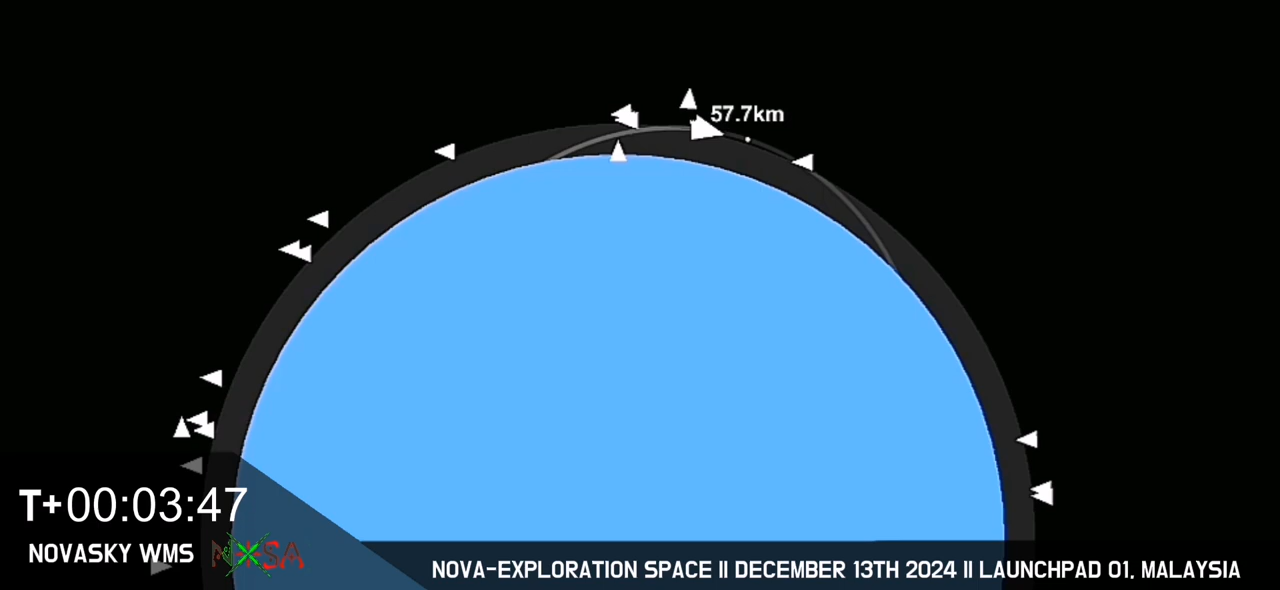 57.7km
T+00:03:47
NOVASKY WMS
NOVA-EXPLORATION SPACE II DECEMBER 13TH 2024 II LAUNCHPAD 01, MALAYSIA